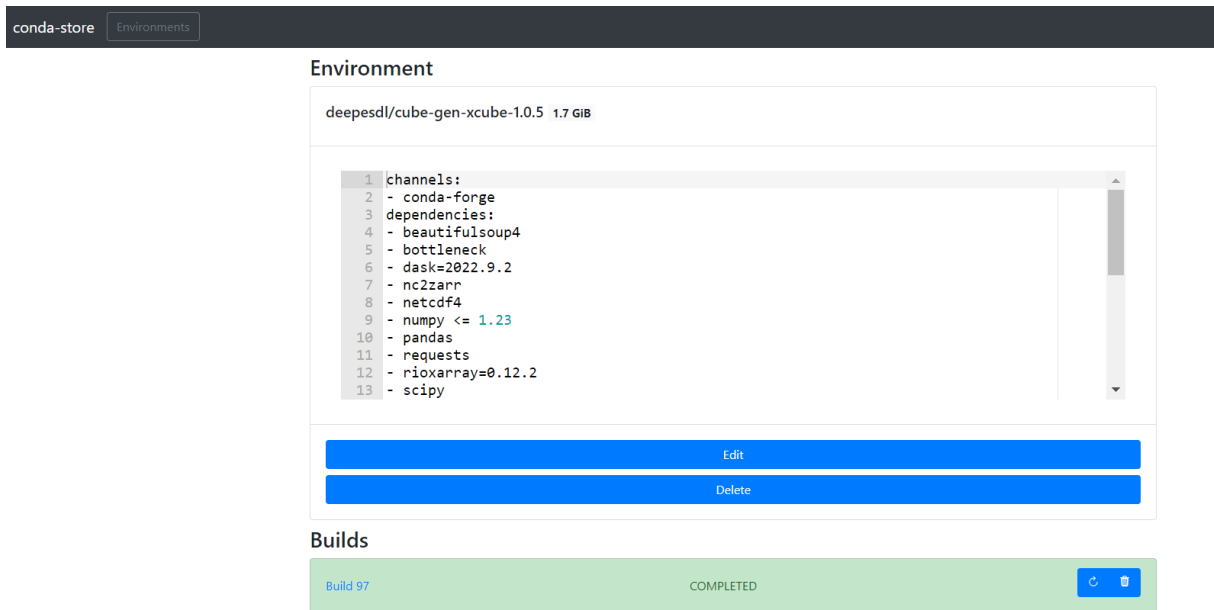 conda-store Environments
Environment
deepesdl/cube-gen-xcube-1.0.5 1.7 GiB
1 channels:
2 - conda-forge
3 dependencies:
4 - beautifulsoup4
5 - bottleneck
6 - dask=2022.9.2
7 - nc2zarr
8 - netcdf4
9 - numpy <= 1.23
10 - pandas
11 - requests
12 - rioxarray=0.12.2
13 - scipy
Edit
Delete
Builds
Build 97 COMPLETED